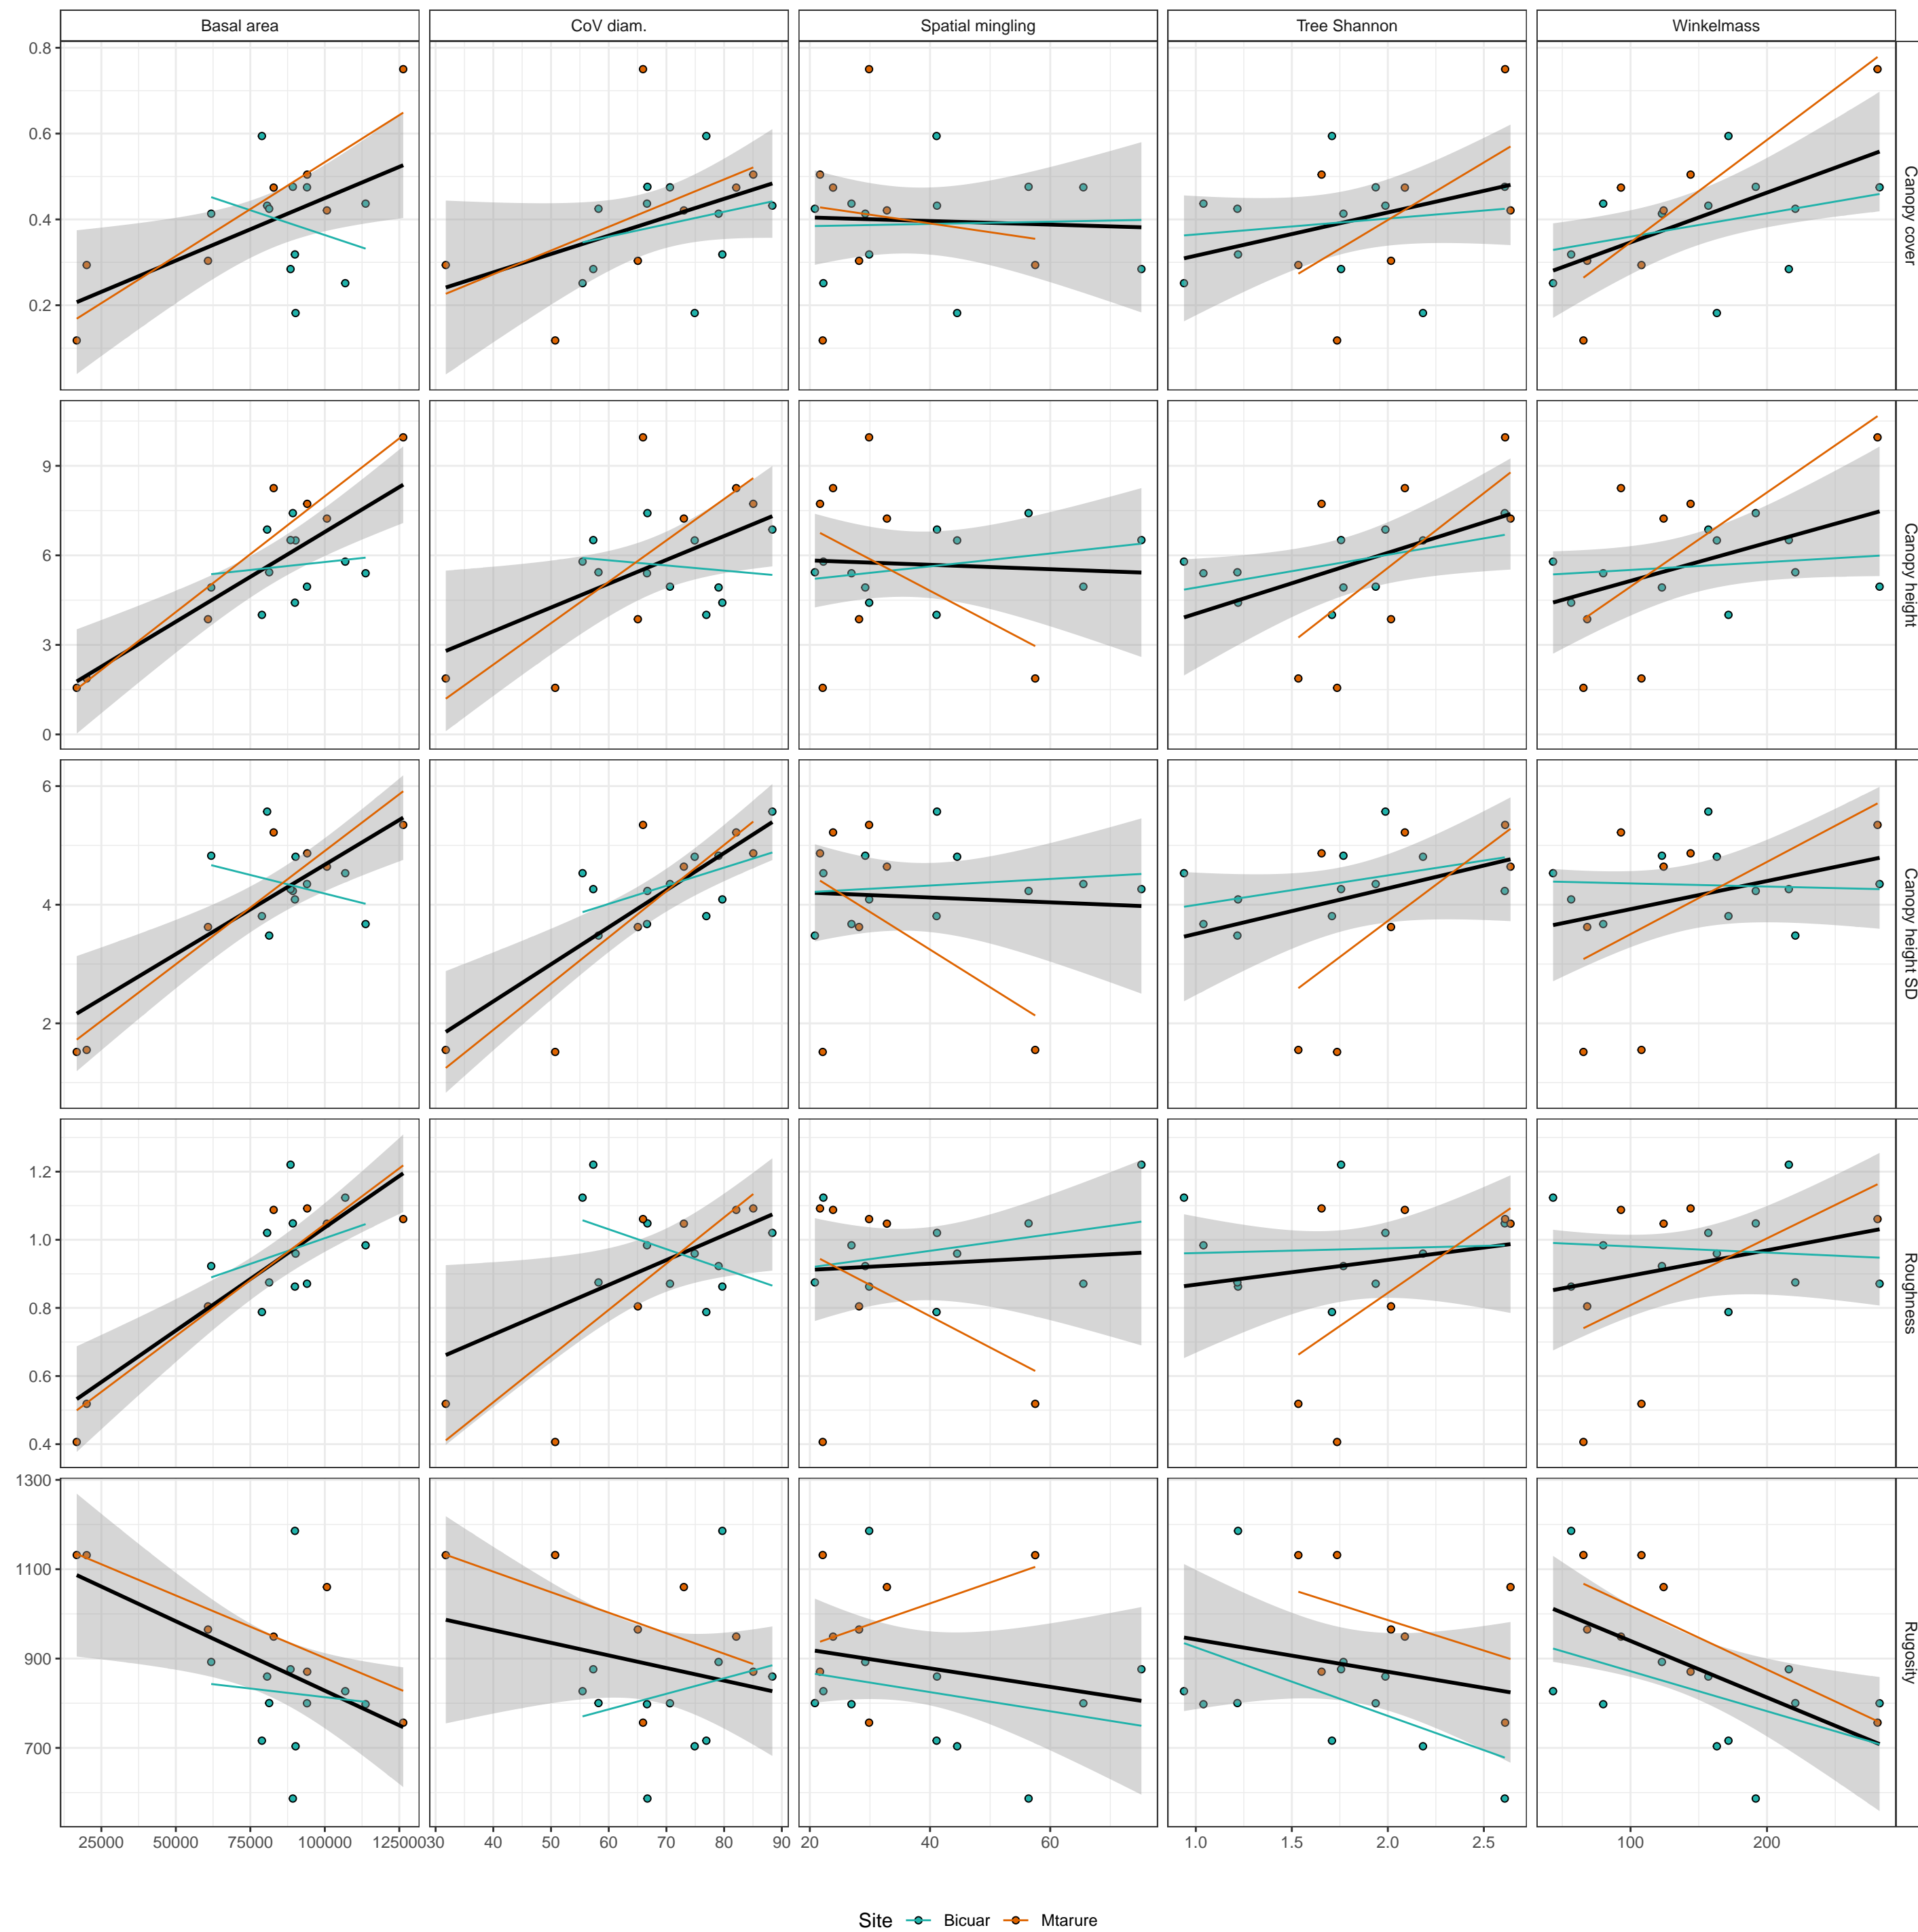 Basal area CoV diam. Spatial mingling Tree Shannon Winkelmass
0.8
0.6
0.4
0.2
Canopy cover
9
6
3
0
Canopy height
6
4
2
Canopy height SD
1.2
1.0
0.8
0.6
0.4
Roughness
1300
1100
900
700
Rugosity
25000 50000 75000 100000 125000 30 40 50 60 70 80 90 20 40 60 1.0 1.5 2.0 2.5 100 200
Site Bicuar Mtarure